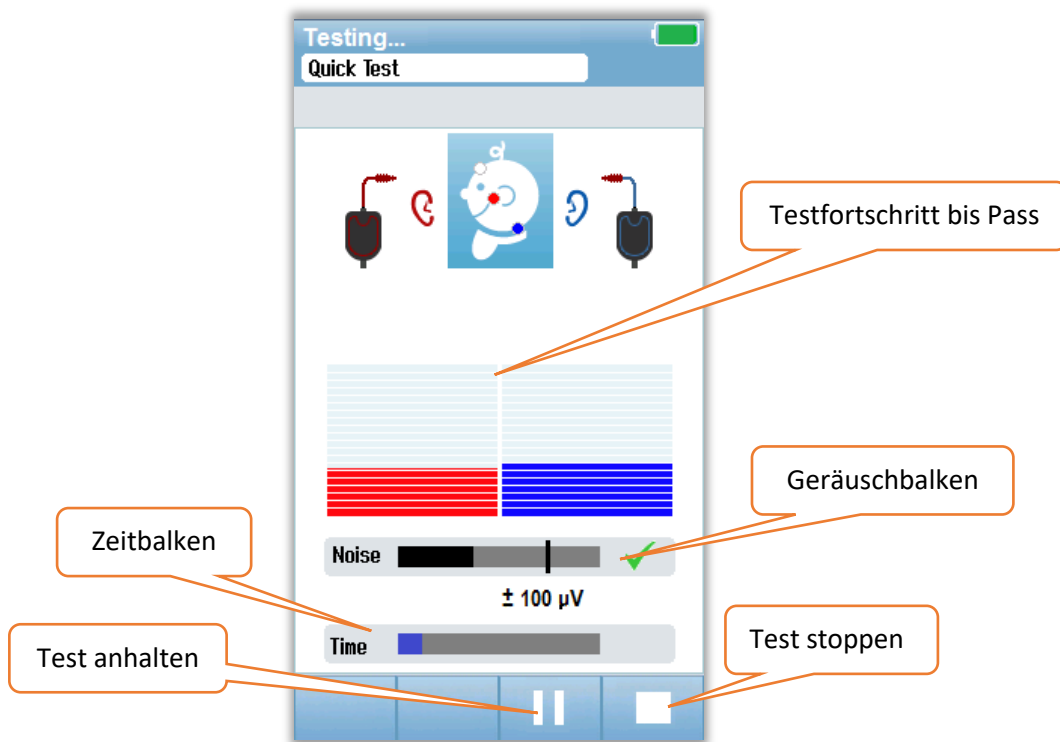 Testing...
Quick Test
Testfortschritt bis Pass
Geräuschbalken
Zeitbalken
Noise
± 100 µV
Time
Test anhalten
Test stoppen